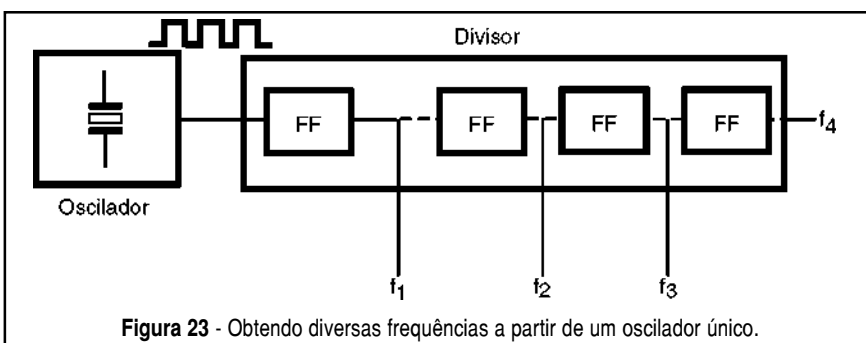 Divisor
FF FF FF FF
f4
Oscilador
f1 f2 f3
Figura 23 - Obtendo diversas frequências a partir de um oscilador único.